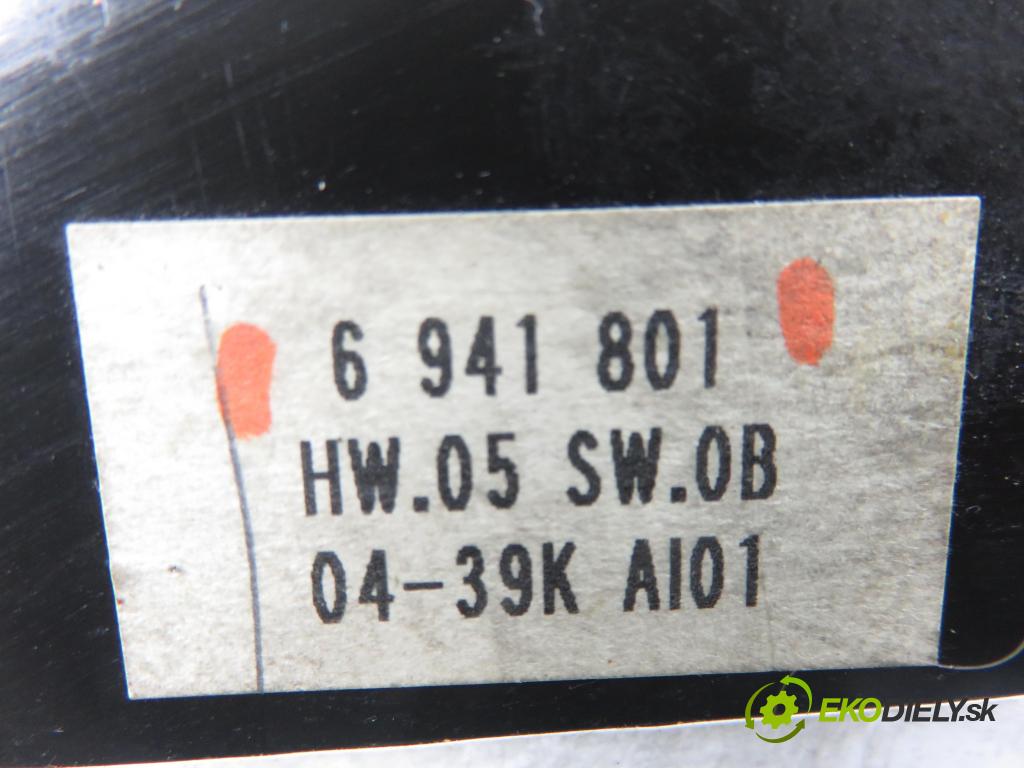 6 941 801
HW.05 SW.0B
04-39K AI01
EKODIELY.sk